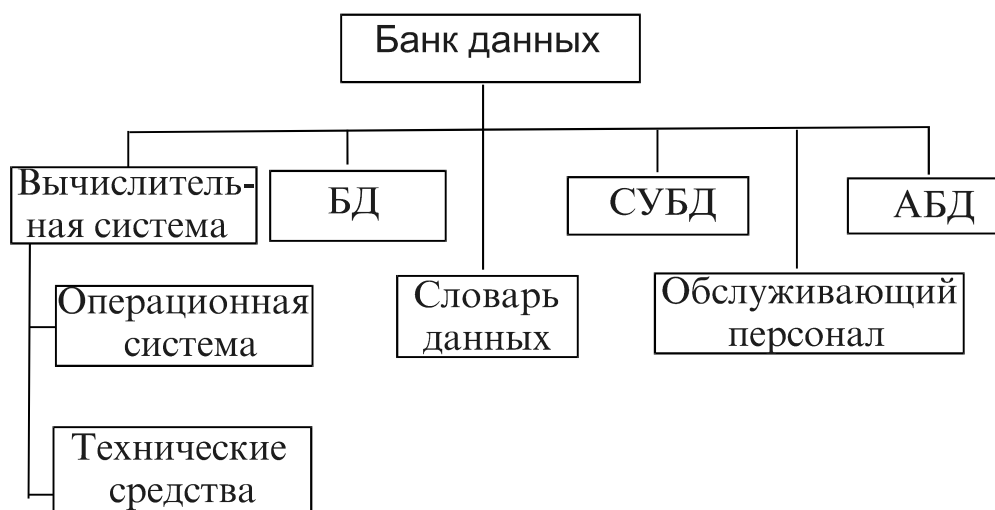 Банк данных
Вычислитель-
ная система
БД
СУБД
АБД
Операционная
система
Словарь
данных
Обслуживающий
персонал
Технические
средства